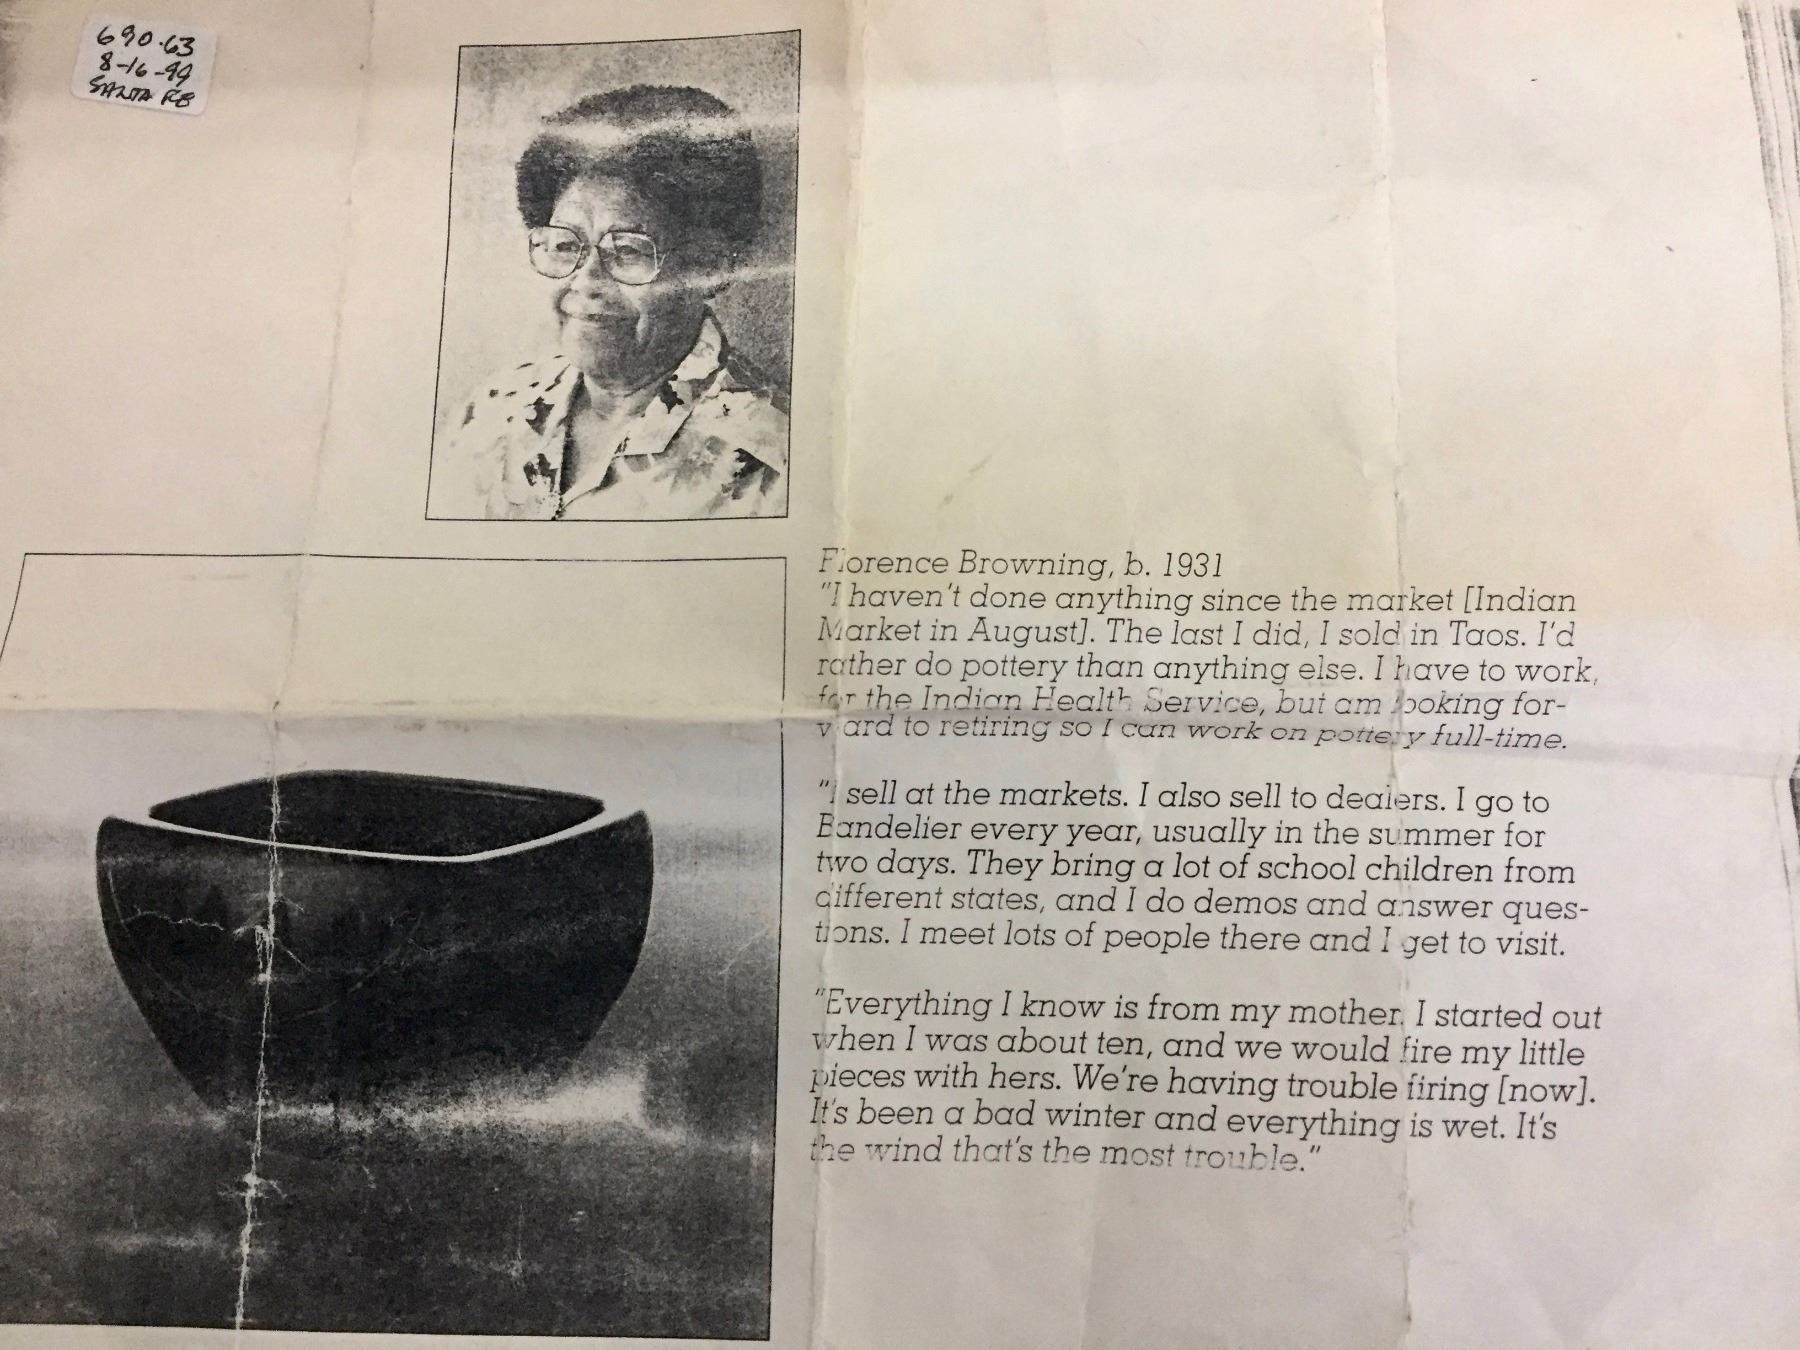 690.63
8-16-99
SANTA FE
Florence Browning, b. 1931
"I haven't done anything since the market [Indian
Market in August]. The last I did, I sold in Taos. I'd
rather do pottery than anything else. I have to work,
for the Indian Health Service, but am looking for-
ward to retiring so I can work on pottery full-time.
"I sell at the markets. I also sell to dealers. I go to
Bandelier every year, usually in the summer for
two days. They bring a lot of school children from
different states, and I do demos and answer ques-
tions. I meet lots of people there and I get to visit.
"Everything I know is from my mother. I started out
when I was about ten, and we would fire my little
pieces with hers. We're having trouble firing [now].
It's been a bad winter and everything is wet. It's
the wind that's the most trouble."